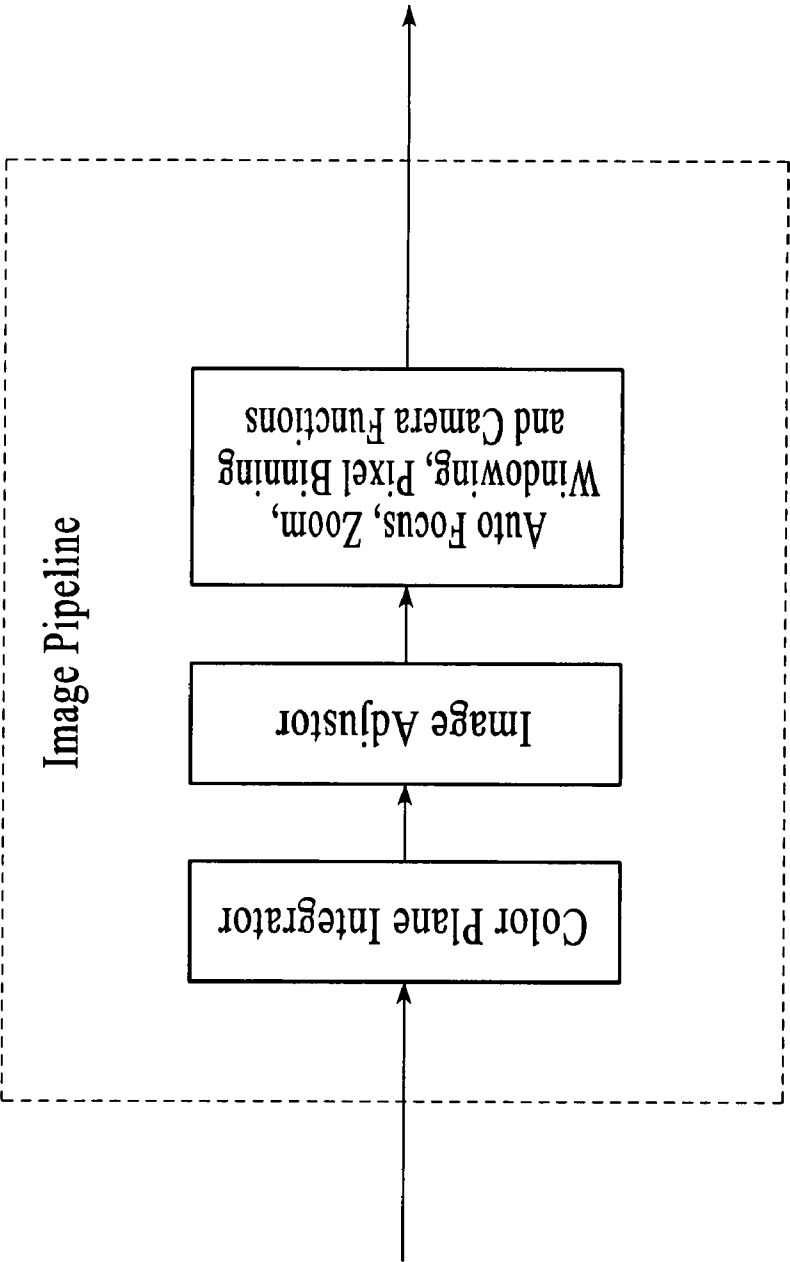 Image Pipeline
Color Plane Integrator
Image Adjustor
Auto Focus, Zoom,
Windowing, Pixel Binning
and Camera Functions